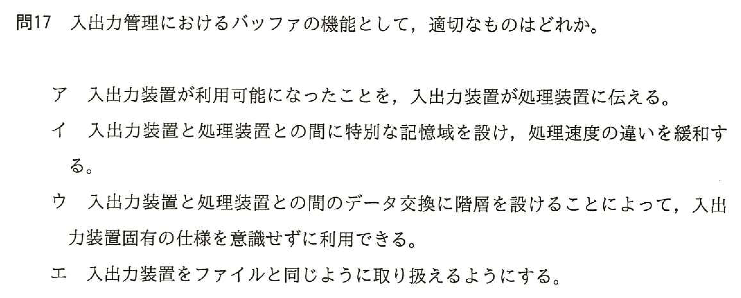 問17 入出力管理におけるバッファの機能として，適切なものはどれか。
ア 入出力装置が利用可能になったことを，入出力装置が処理装置に伝える。
イ 入出力装置と処理装置との間に特別な記憶域を設け，処理速度の違いを緩和す
る。
ウ 入出力装置と処理装置との間のデータ交換に階層を設けることによって，入出
力装置固有の仕様を意識せずに利用できる。
エ 入出力装置をファイルと同じように取り扱えるようにする。